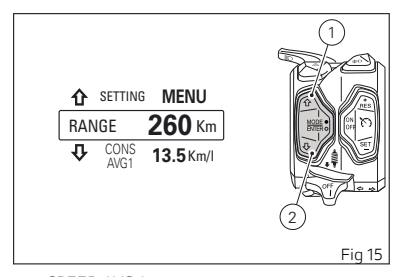 1
SETTING MENU
RANGE 260 Km
CONS AVG1 13.5 Km/l
RES
ON OFF
MODE
ENTER
SET
OFF
2
Fig 15